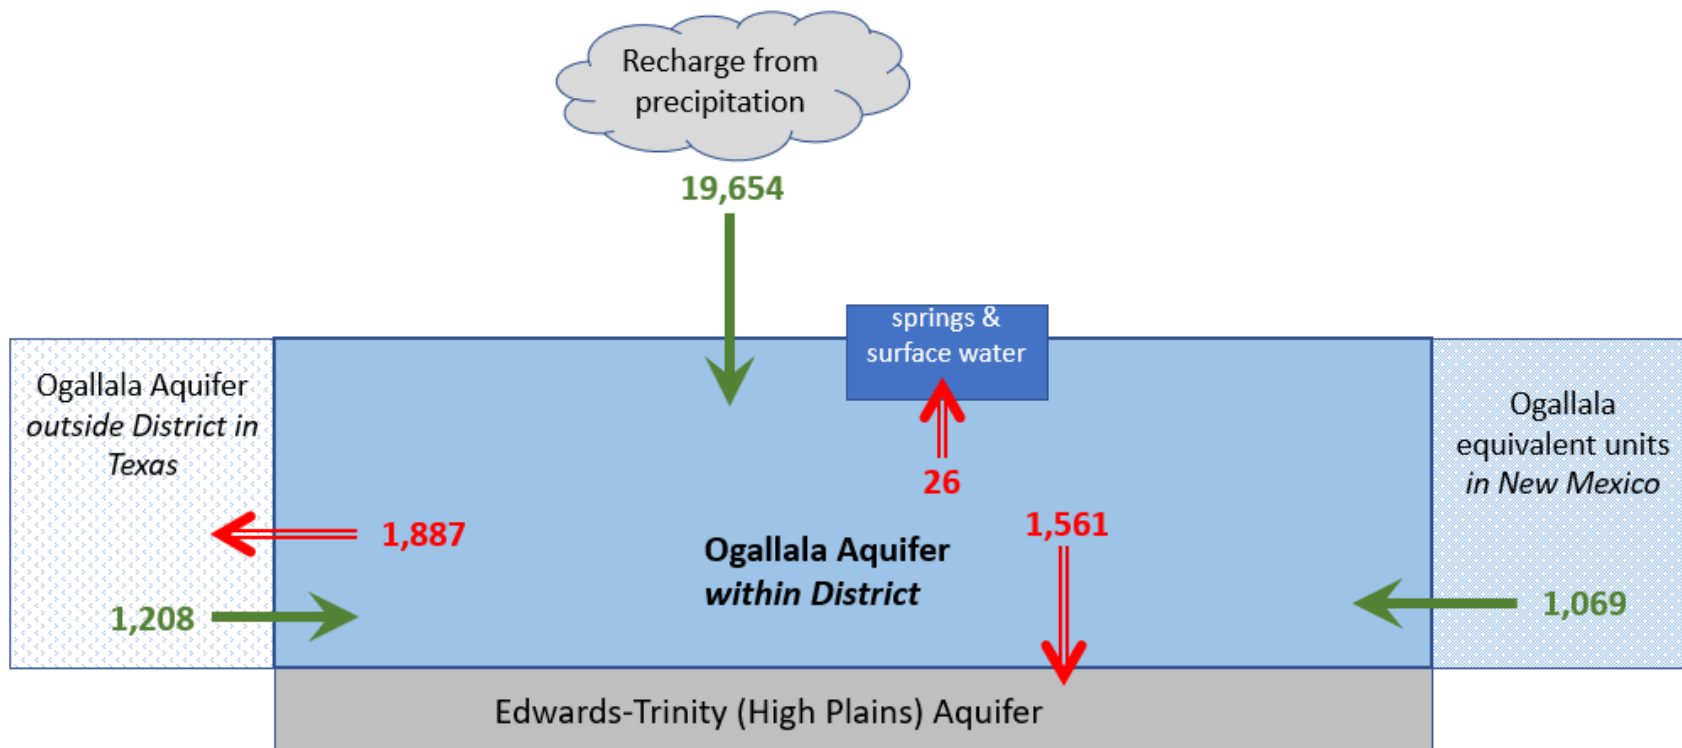 Recharge from
precipitation
19,654
springs &
surface water
Ogallala Aquifer
outside District in
Texas
Ogallala
equivalent units
in New Mexico
26
1,887
1,561
Ogallala Aquifer
within District
1,208
1,069
Edwards-Trinity (High Plains) Aquifer